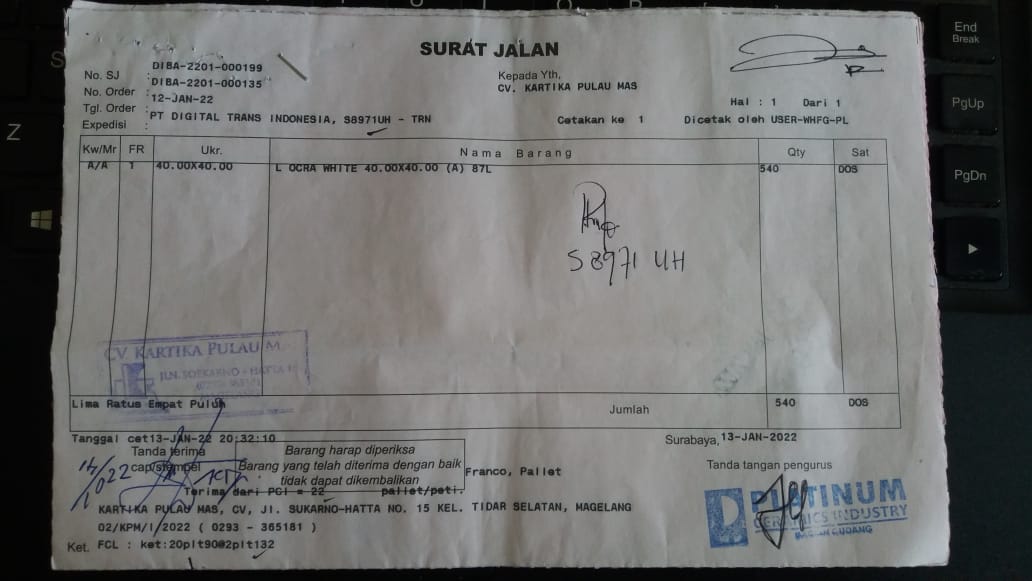 SURAT JALAN
No. SJ : DIBA-2201-000199
No. Order : DIBA-2201-000135
Tgl. Order : 12-JAN-22
Expedisi : PT DIGITAL TRANS INDONESIA, S8971UH - TRN
Kepada Yth,
CV. KARTIKA PULAU MAS
Hal : 1 Dari 1
Cetakan ke 1 Dicetak oleh USER-WHFG-PL
Kw/Mr FR Ukr. Nama Barang Qty Sat
A/A 1 40.00X40.00 L OCRA WHITE 40.00X40.00 (A) 87L 540 DOS
S 8971 UH
CV. KARTIKA PULAU M
JLN. SOEKARNO - HATTA
Lima Ratus Empat Puluh
Jumlah 540 DOS
Tanggal cet13-JAN-22 20:32:10
Surabaya, 13-JAN-2022
Tanda terima
cap/stempel
Barang harap diperiksa
Barang yang telah diterima dengan baik
tidak dapat dikembalikan
Franco, Pallet
Tanda tangan pengurus
14/1 2022
Terima dari PCI = 22 pallet/peti.
KARTIKA PULAU MAS, CV, Jl. SUKARNO-HATTA NO. 15 KEL. TIDAR SELATAN, MAGELANG
02/KPM/I/2022 ( 0293 - 365181 )
Ket. FCL : ket:20plt90@2plt132
PLATINUM
CERAMICS INDUSTRY
BAGIAN GUDANG
End
Break
PgUp
PgDn
Z